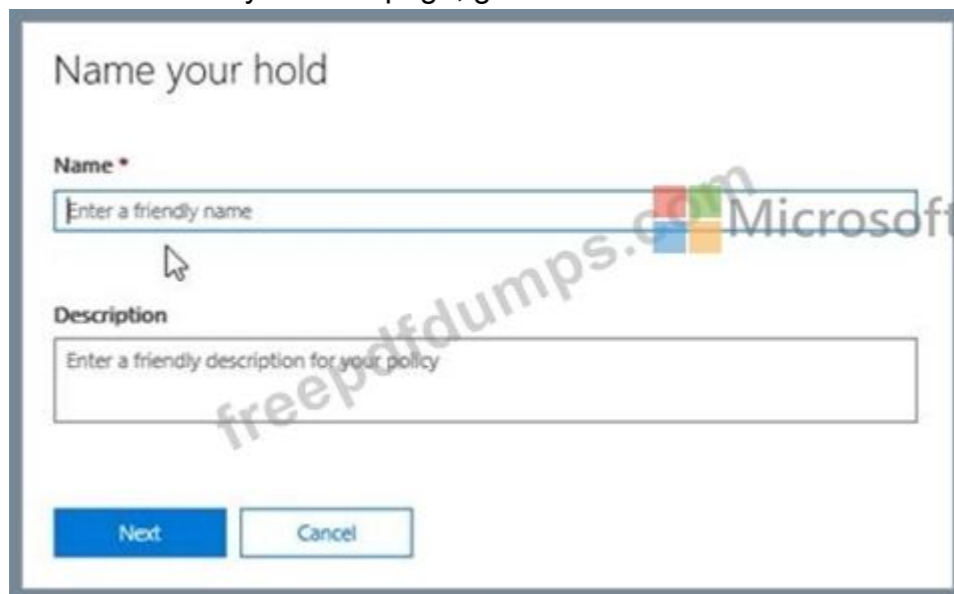 Name your hold
Name *
Enter a friendly name
Microsoft
Description
Enter a friendly description for your policy
freepdfdumps.com
Next
Cancel